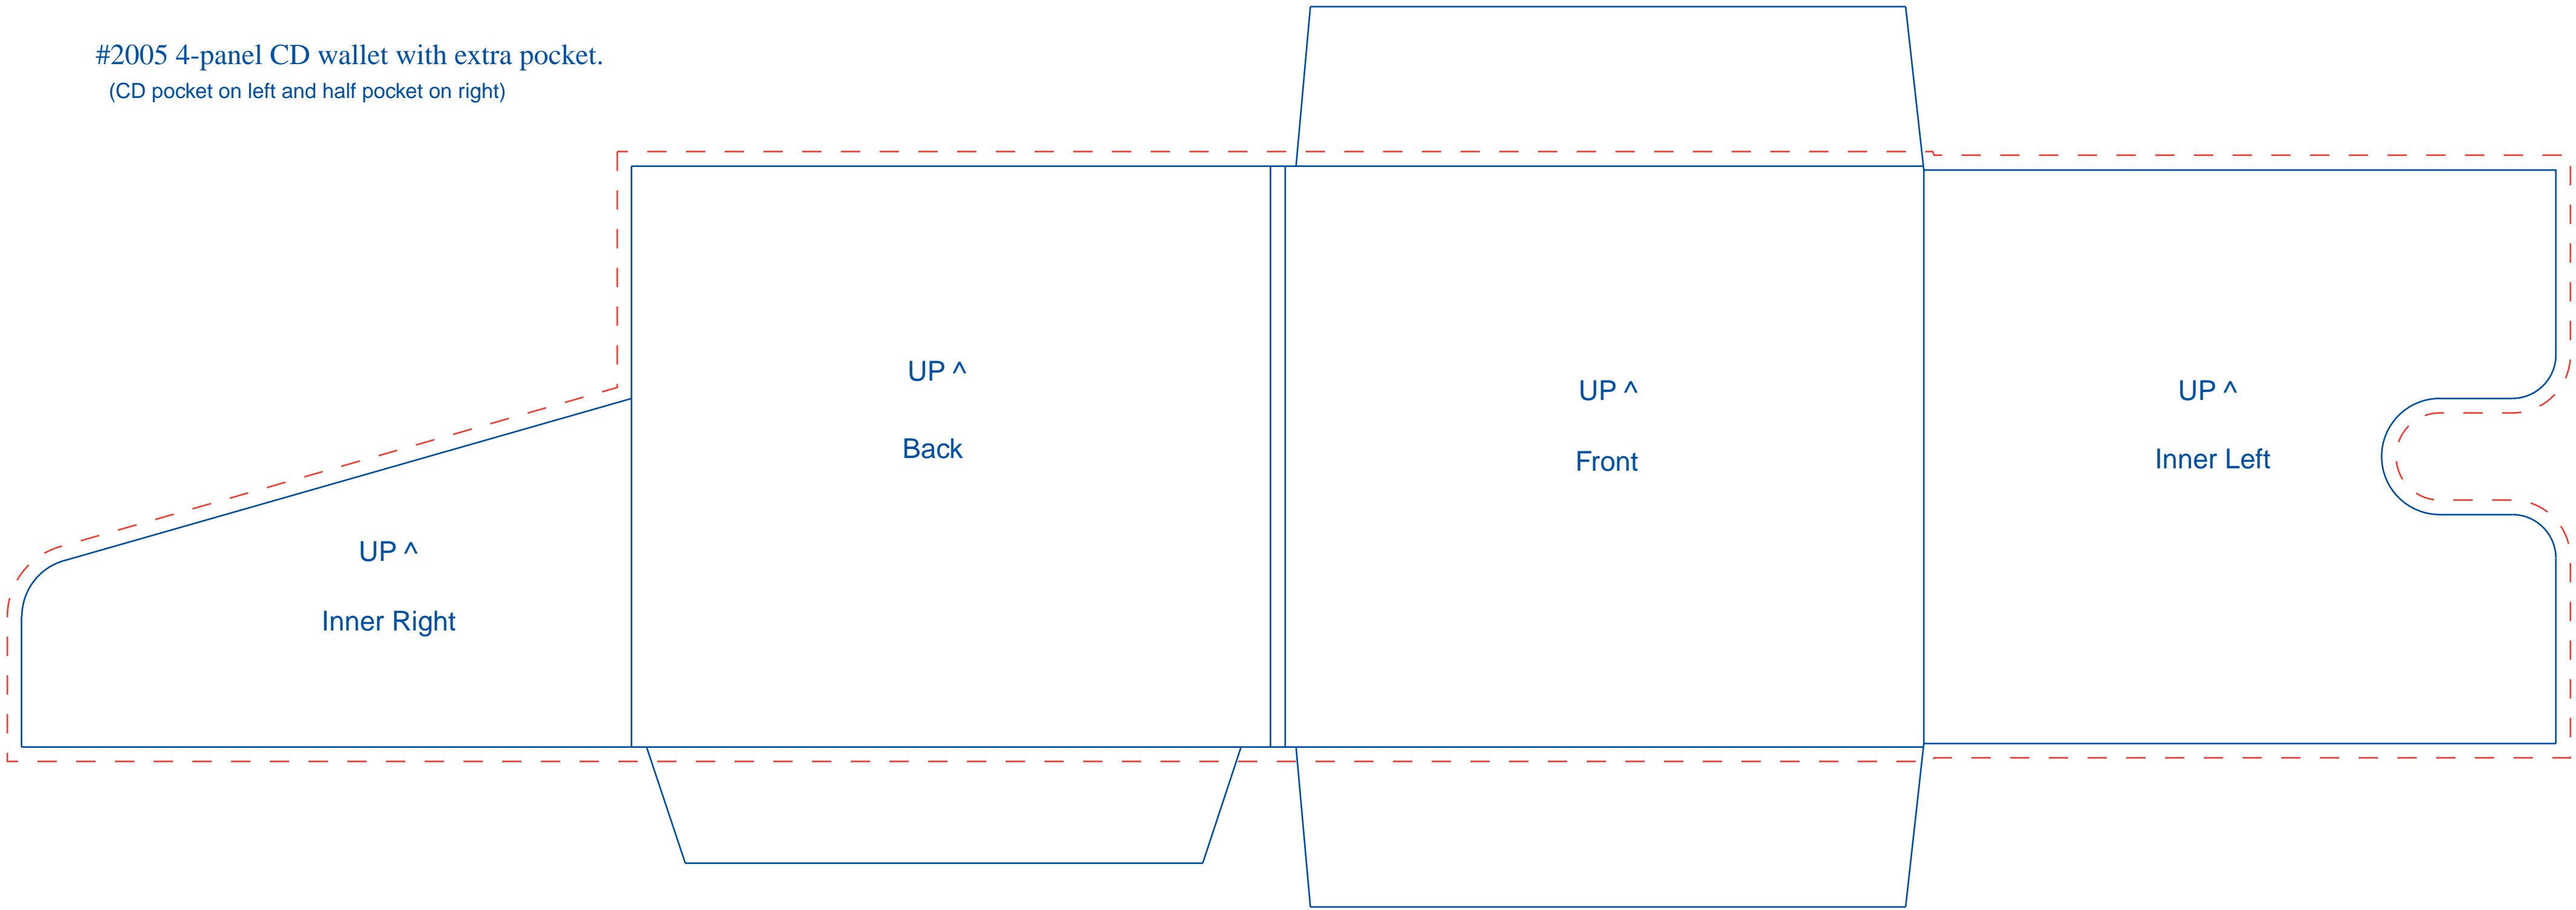 #2005 4-panel CD wallet with extra pocket.
(CD pocket on left and half pocket on right)
UP ^
Inner Right
UP ^
Back
UP ^
Front
UP ^
Inner Left